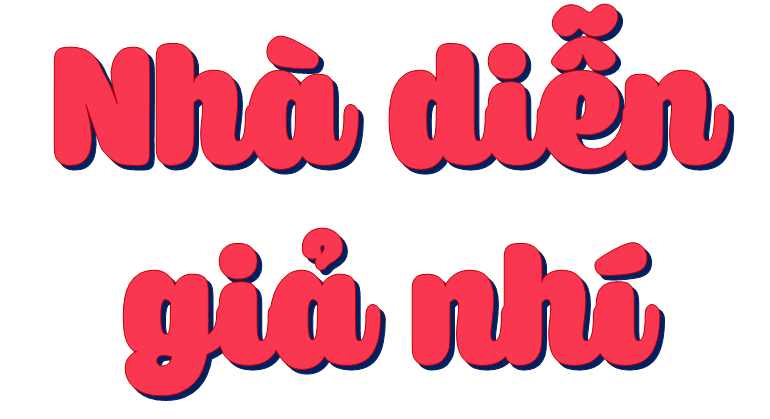 Nhà diễn
giả nhí